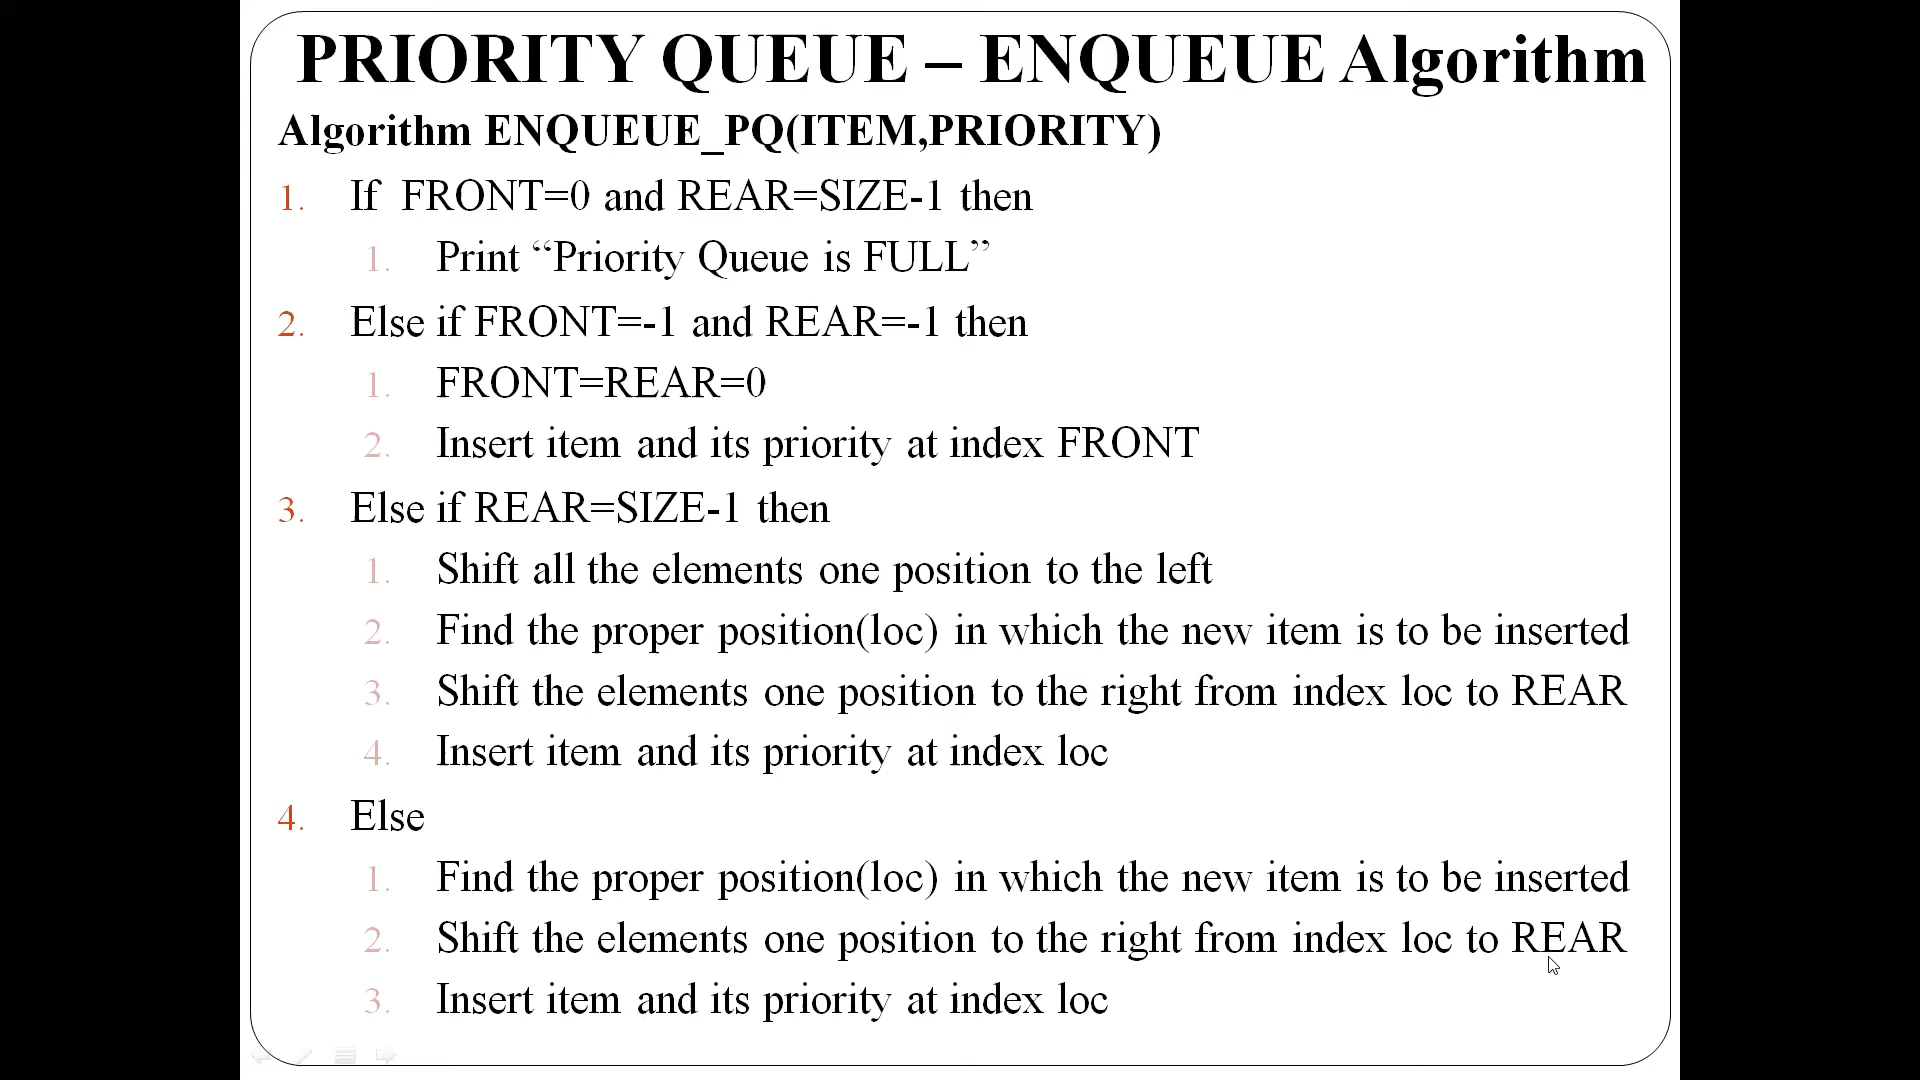 PRIORITY QUEUE – ENQUEUE Algorithm
Algorithm ENQUEUE_PQ(ITEM,PRIORITY)
1. If FRONT=0 and REAR=SIZE-1 then
1. Print “Priority Queue is FULL”
2. Else if FRONT=-1 and REAR=-1 then
1. FRONT=REAR=0
2. Insert item and its priority at index FRONT
3. Else if REAR=SIZE-1 then
1. Shift all the elements one position to the left
2. Find the proper position(loc) in which the new item is to be inserted
3. Shift the elements one position to the right from index loc to REAR
4. Insert item and its priority at index loc
4. Else
1. Find the proper position(loc) in which the new item is to be inserted
2. Shift the elements one position to the right from index loc to REAR
3. Insert item and its priority at index loc